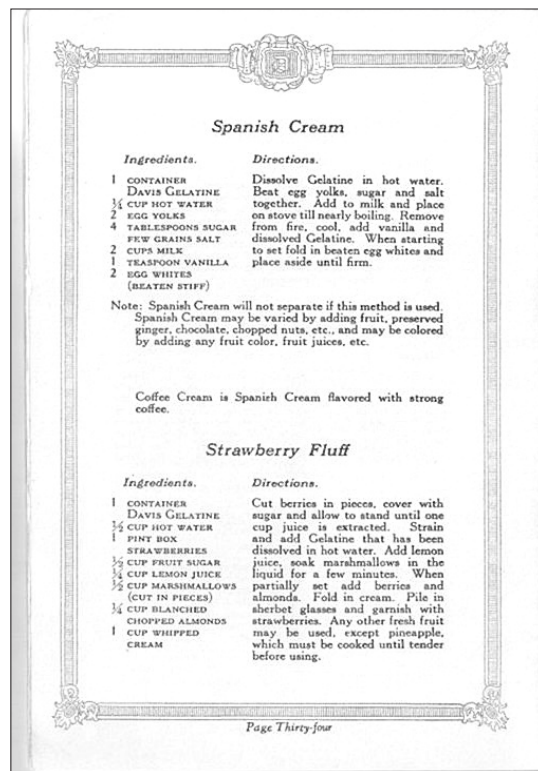 Spanish Cream
Ingredients.
1 CONTAINER
DAVIS GELATINE
¼ CUP HOT WATER
2 EGG YOLKS
4 TABLESPOONS SUGAR
FEW GRAINS SALT
2 CUPS MILK
1 TEASPOON VANILLA
2 EGG WHITES
(BEATEN STIFF)
Directions.
Dissolve Gelatine in hot water.
Beat egg yolks, sugar and salt
together. Add to milk and place
on stove till nearly boiling. Remove
from fire, cool, add vanilla and
dissolved Gelatine. When starting
to set fold in beaten egg whites and
place aside until firm.
Note: Spanish Cream will not separate if this method is used.
Spanish Cream may be varied by adding fruit, preserved
ginger, chocolate, chopped nuts, etc., and may be colored
by adding any fruit color, fruit juices, etc.
Coffee Cream is Spanish Cream flavored with strong
coffee.
Strawberry Fluff
Ingredients.
1 CONTAINER
DAVIS GELATINE
½ CUP HOT WATER
1 PINT BOX
STRAWBERRIES
½ CUP FRUIT SUGAR
¼ CUP LEMON JUICE
½ CUP MARSHMALLOWS
(CUT IN PIECES)
¼ CUP BLANCHED
CHOPPED ALMONDS
1 CUP WHIPPED
CREAM
Directions.
Cut berries in pieces, cover with
sugar and allow to stand until one
cup juice is extracted. Strain
and add Gelatine that has been
dissolved in hot water. Add lemon
juice, soak marshmallows in the
liquid for a few minutes. When
partially set add berries and
almonds. Fold in cream. Pile in
sherbet glasses and garnish with
strawberries. Any other fresh fruit
may be used, except pineapple,
which must be cooked until tender
before using.
Page Thirty-four